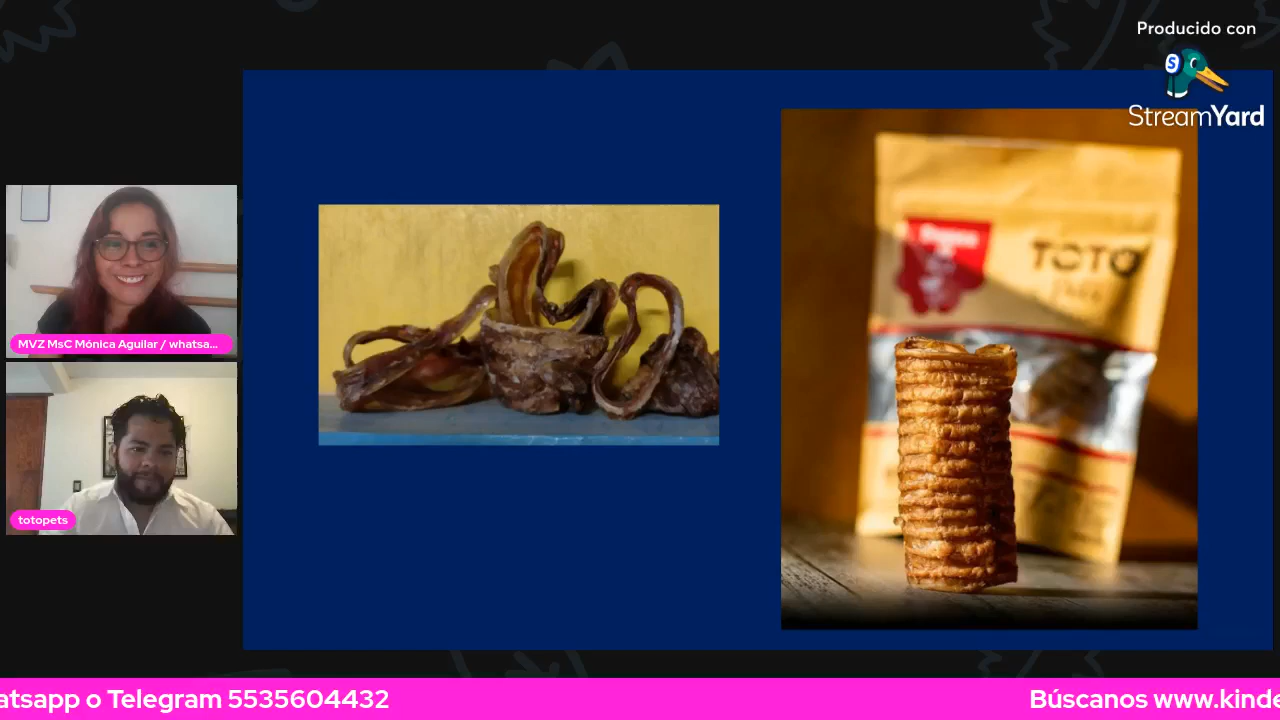 Producido con
StreamYard
TOTO
MVZ MsC Mónica Aguilar / whatsa...
totopets
atsapp o Telegram 5535604432
Búscanos www.kinde